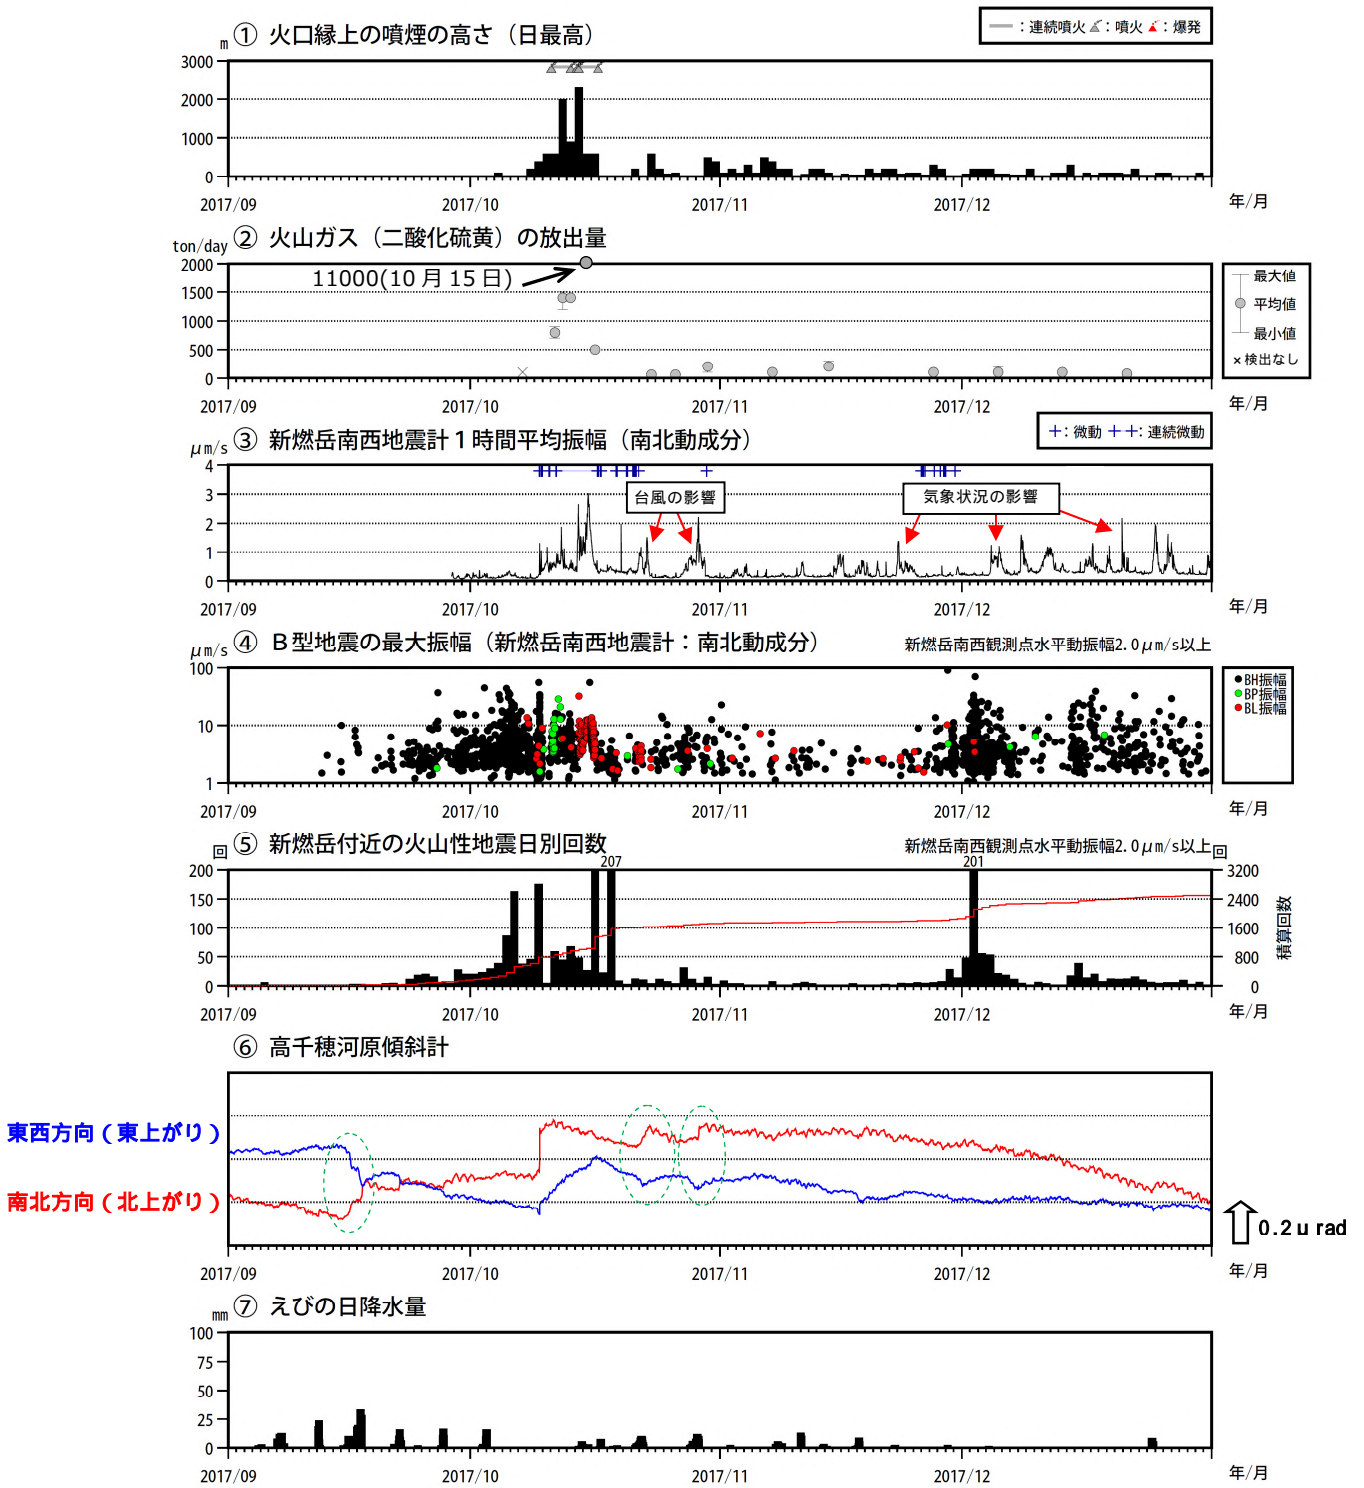 ① 火口縁上の噴煙の高さ（日最高）
：連続噴火 ：噴火 ：爆発
m
3000
2000
1000
0
2017/09 2017/10 2017/11 2017/12 年/月
② 火山ガス（二酸化硫黄）の放出量
ton/day
2000
1500
1000
500
0
11000(10 月 15 日)
最大値
平均値
最小値
×検出なし
2017/09 2017/10 2017/11 2017/12 年/月
③ 新燃岳南西地震計１時間平均振幅（南北動成分）
＋：微動 ＋＋：連続微動
μm/s
4
3
2
1
0
台風の影響
気象状況の影響
2017/09 2017/10 2017/11 2017/12 年/月
④ Ｂ型地震の最大振幅（新燃岳南西地震計：南北動成分）
新燃岳南西観測点水平動振幅2.0μm/s以上
μm/s
100
10
1
BH振幅
BP振幅
BL振幅
2017/09 2017/10 2017/11 2017/12 年/月
⑤ 新燃岳付近の火山性地震日別回数
新燃岳南西観測点水平動振幅2.0μm/s以上
回
回
207
201
200
150
100
50
0
3200
2400
1600
800
0
積算回数
2017/09 2017/10 2017/11 2017/12 年/月
⑥ 高千穂河原傾斜計
東西方向（東上がり）
南北方向（北上がり）
0.2u rad
2017/09 2017/10 2017/11 2017/12 年/月
⑦ えびの日降水量
mm
100
75
50
25
0
2017/09 2017/10 2017/11 2017/12 年/月